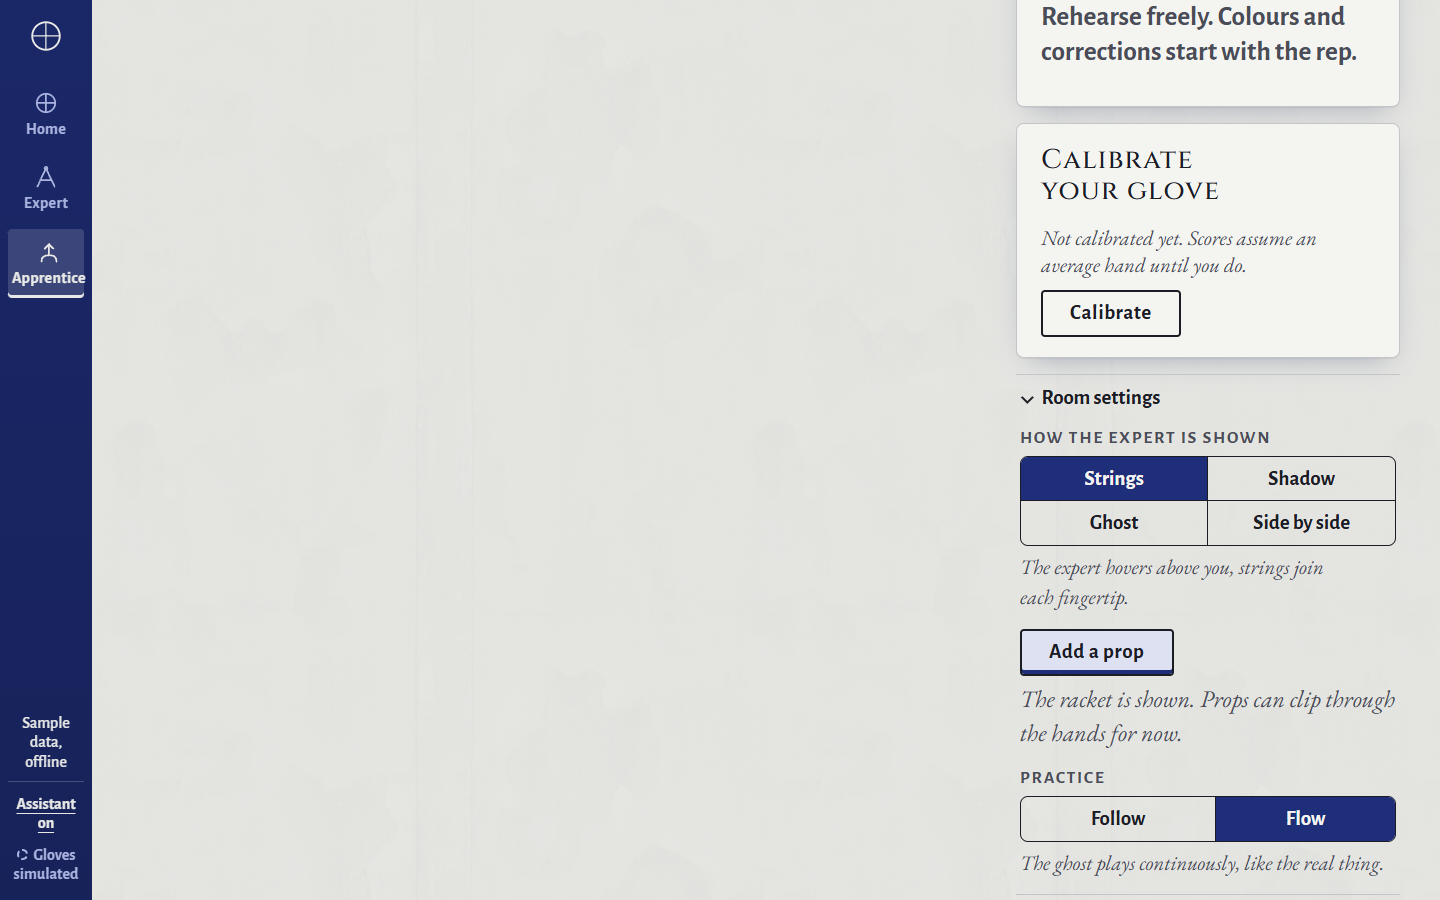 Home
Expert
Apprentice
Sample
data,
offline
Assistant
on
Gloves
simulated
Rehearse freely. Colours and
corrections start with the rep.
Calibrate
your glove
Not calibrated yet. Scores assume an
average hand until you do.
Calibrate
Room settings
HOW THE EXPERT IS SHOWN
Strings
Shadow
Ghost
Side by side
The expert hovers above you, strings join
each fingertip.
Add a prop
The racket is shown. Props can clip through
the hands for now.
PRACTICE
Follow
Flow
The ghost plays continuously, like the real thing.